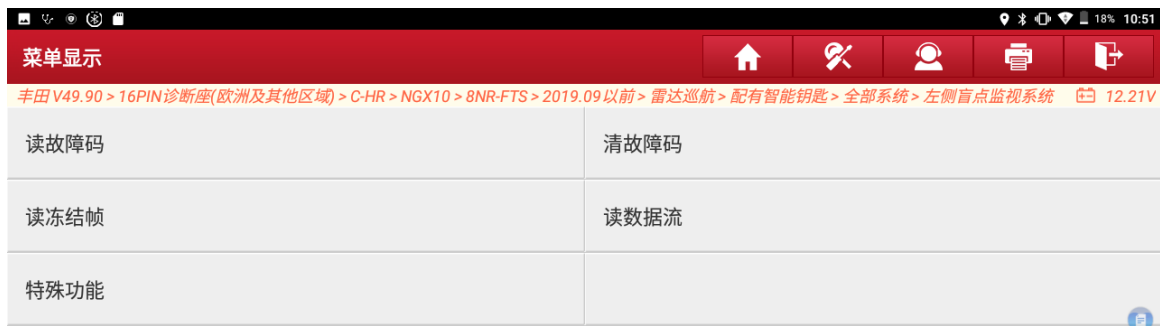 18% 10:51
菜单显示
丰田 V49.90 > 16PIN诊断座(欧洲及其他区域) > C-HR > NGX10 > 8NR-FTS > 2019.09以前 > 雷达巡航 > 配有智能钥匙 > 全部系统 > 左侧盲点监视系统 12.21V
读故障码 清故障码
读冻结帧 读数据流
特殊功能